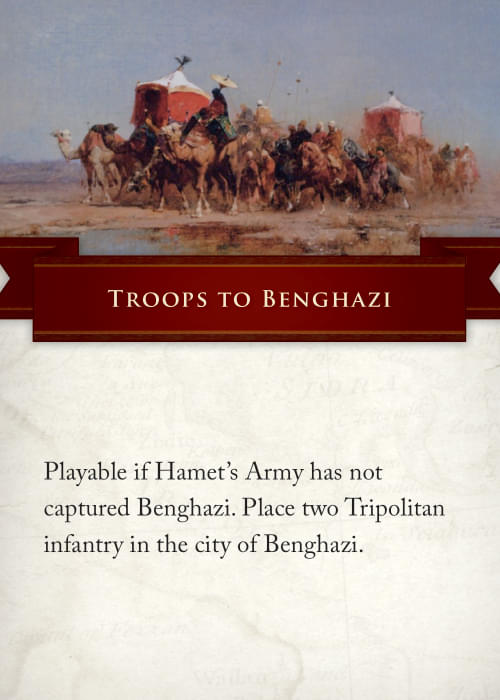 TROOPS TO BENGHAZI
SIDRA
Playable if Hamet’s Army has not
captured Benghazi. Place two Tripolitan
infantry in the city of Benghazi.